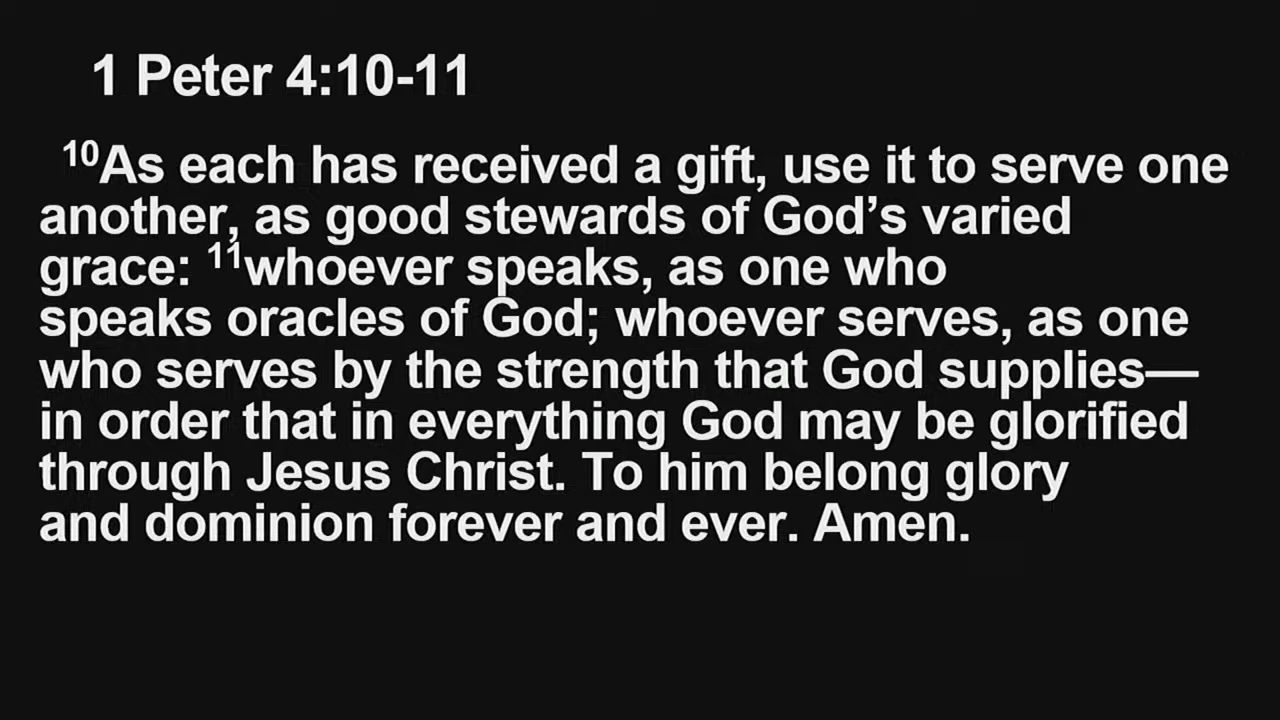 1 Peter 4:10-11
¹⁰As each has received a gift, use it to serve one
another, as good stewards of God’s varied
grace: ¹¹whoever speaks, as one who
speaks oracles of God; whoever serves, as one
who serves by the strength that God supplies—
in order that in everything God may be glorified
through Jesus Christ. To him belong glory
and dominion forever and ever. Amen.